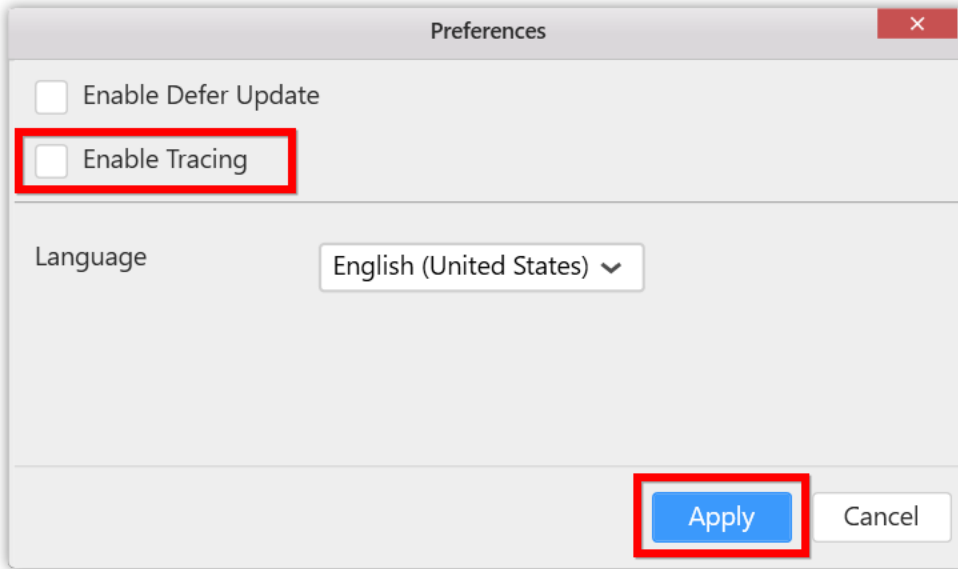 Preferences
Enable Defer Update
Enable Tracing
Language
English (United States)
Apply
Cancel